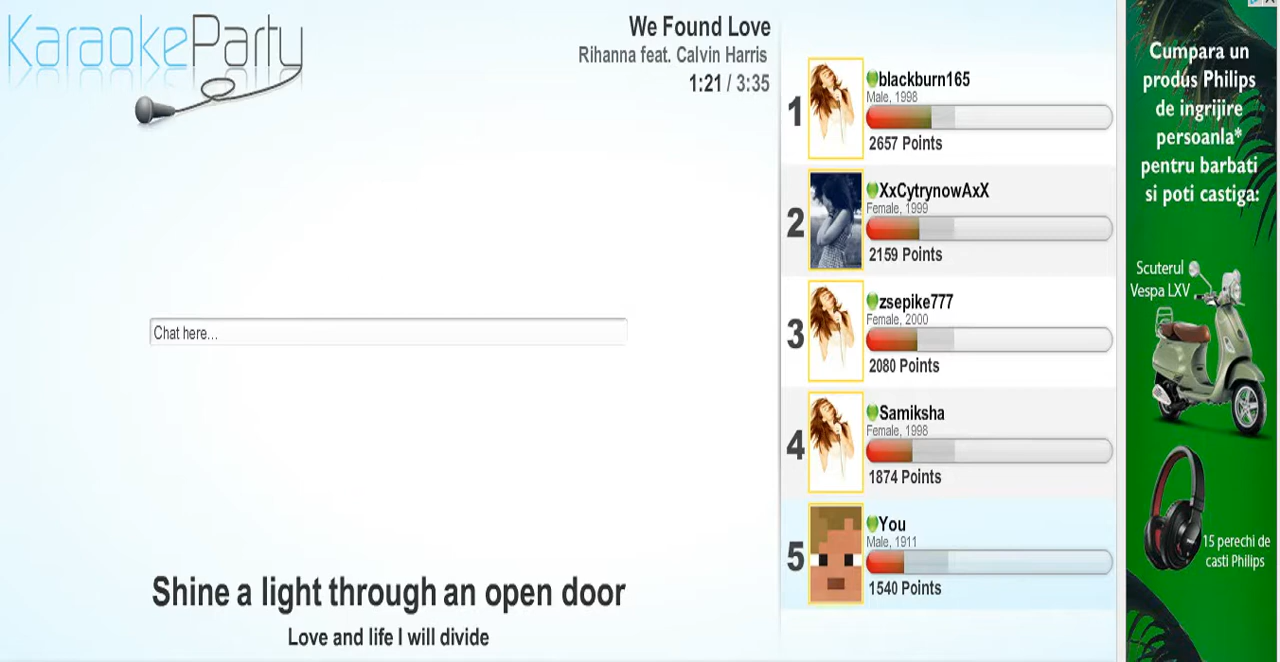 KaraokeParty
We Found Love
Rihanna feat. Calvin Harris
1:21 / 3:35
Chat here...
Shine a light through an open door
Love and life I will divide
1
blackburn165
Male, 1998
2657 Points
2
XxCytrynowAxX
Female, 1999
2159 Points
3
zsepike777
Female, 2000
2080 Points
4
Samiksha
Female, 1998
1874 Points
5
You
Male, 1911
1540 Points
Cumpara un
produs Philips
de ingrijire
persoanla*
pentru barbati
si poti castiga:
Scuterul
Vespa LXV
15 perechi de
casti Philips